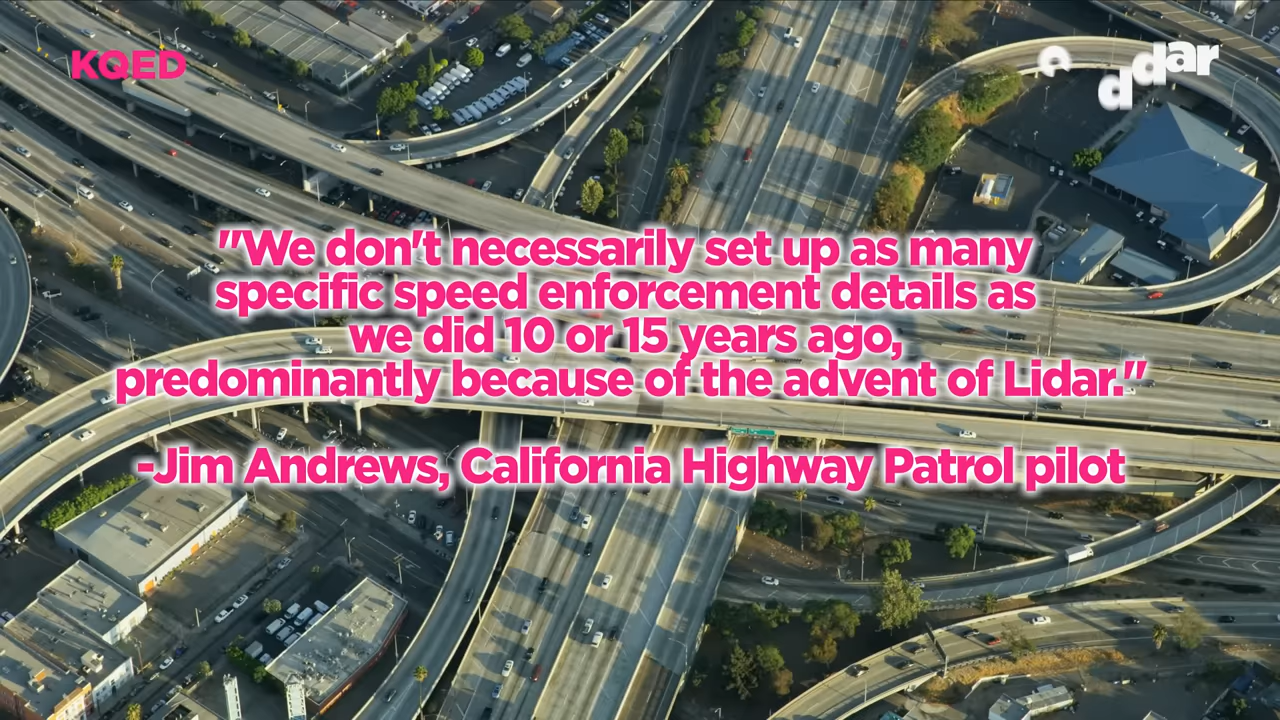 KQED
"We don't necessarily set up as many
specific speed enforcement details as
we did 10 or 15 years ago,
predominantly because of the advent of Lidar."
-Jim Andrews, California Highway Patrol pilot